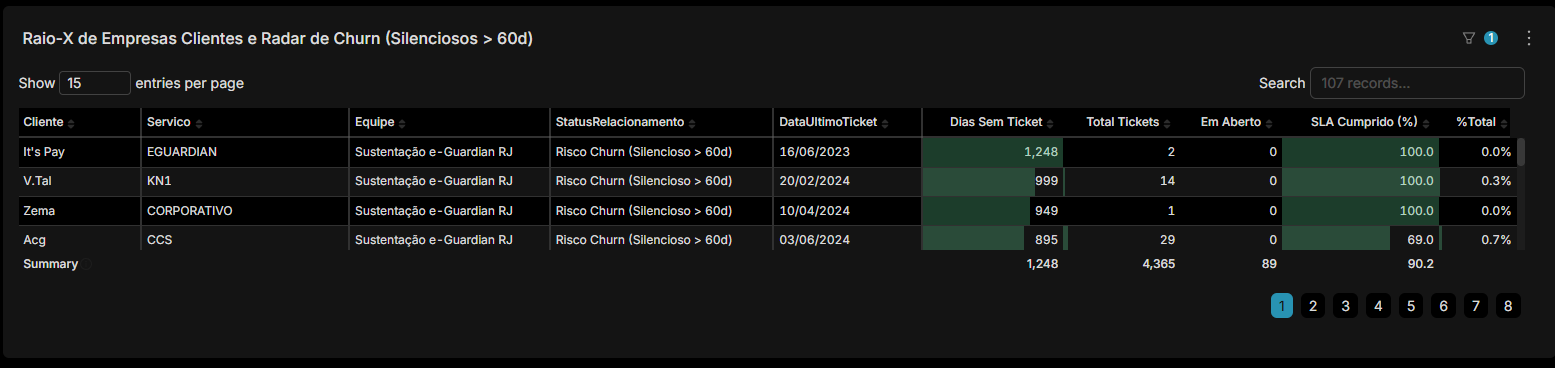 Raio-X de Empresas Clientes e Radar de Churn (Silenciosos > 60d) 1
Show 15 entries per page Search 107 records...
Cliente Servico Equipe StatusRelacionamento DataUltimoTicket Dias Sem Ticket Total Tickets Em Aberto SLA Cumprido (%) %Total
It's Pay EGUARDIAN Sustentação e-Guardian RJ Risco Churn (Silencioso > 60d) 16/06/2023 1,248 2 0 100.0 0.0%
V.Tal KN1 Sustentação e-Guardian RJ Risco Churn (Silencioso > 60d) 20/02/2024 999 14 0 100.0 0.3%
Zema CORPORATIVO Sustentação e-Guardian RJ Risco Churn (Silencioso > 60d) 10/04/2024 949 1 0 100.0 0.0%
Acg CCS Sustentação e-Guardian RJ Risco Churn (Silencioso > 60d) 03/06/2024 895 29 0 69.0 0.7%
Summary 1,248 4,365 89 90.2
1 2 3 4 5 6 7 8